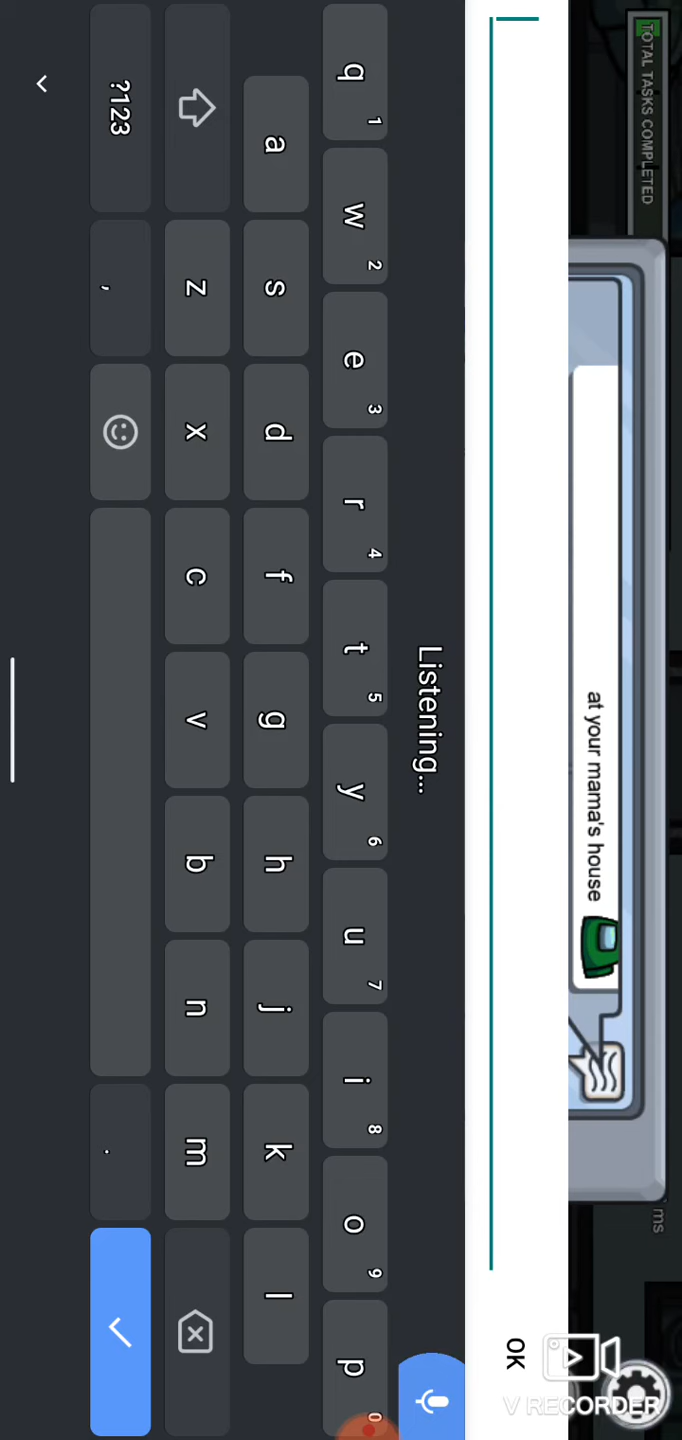 TOTAL TASKS COMPLETED
at your mama's house
ms
OK
V RECORDER
Listening...
q 1 w 2 e 3 r 4 t 5 y 6 u 7 i 8 o 9 p 0
a s d f g h j k l
z x c v b n m
?123 , .